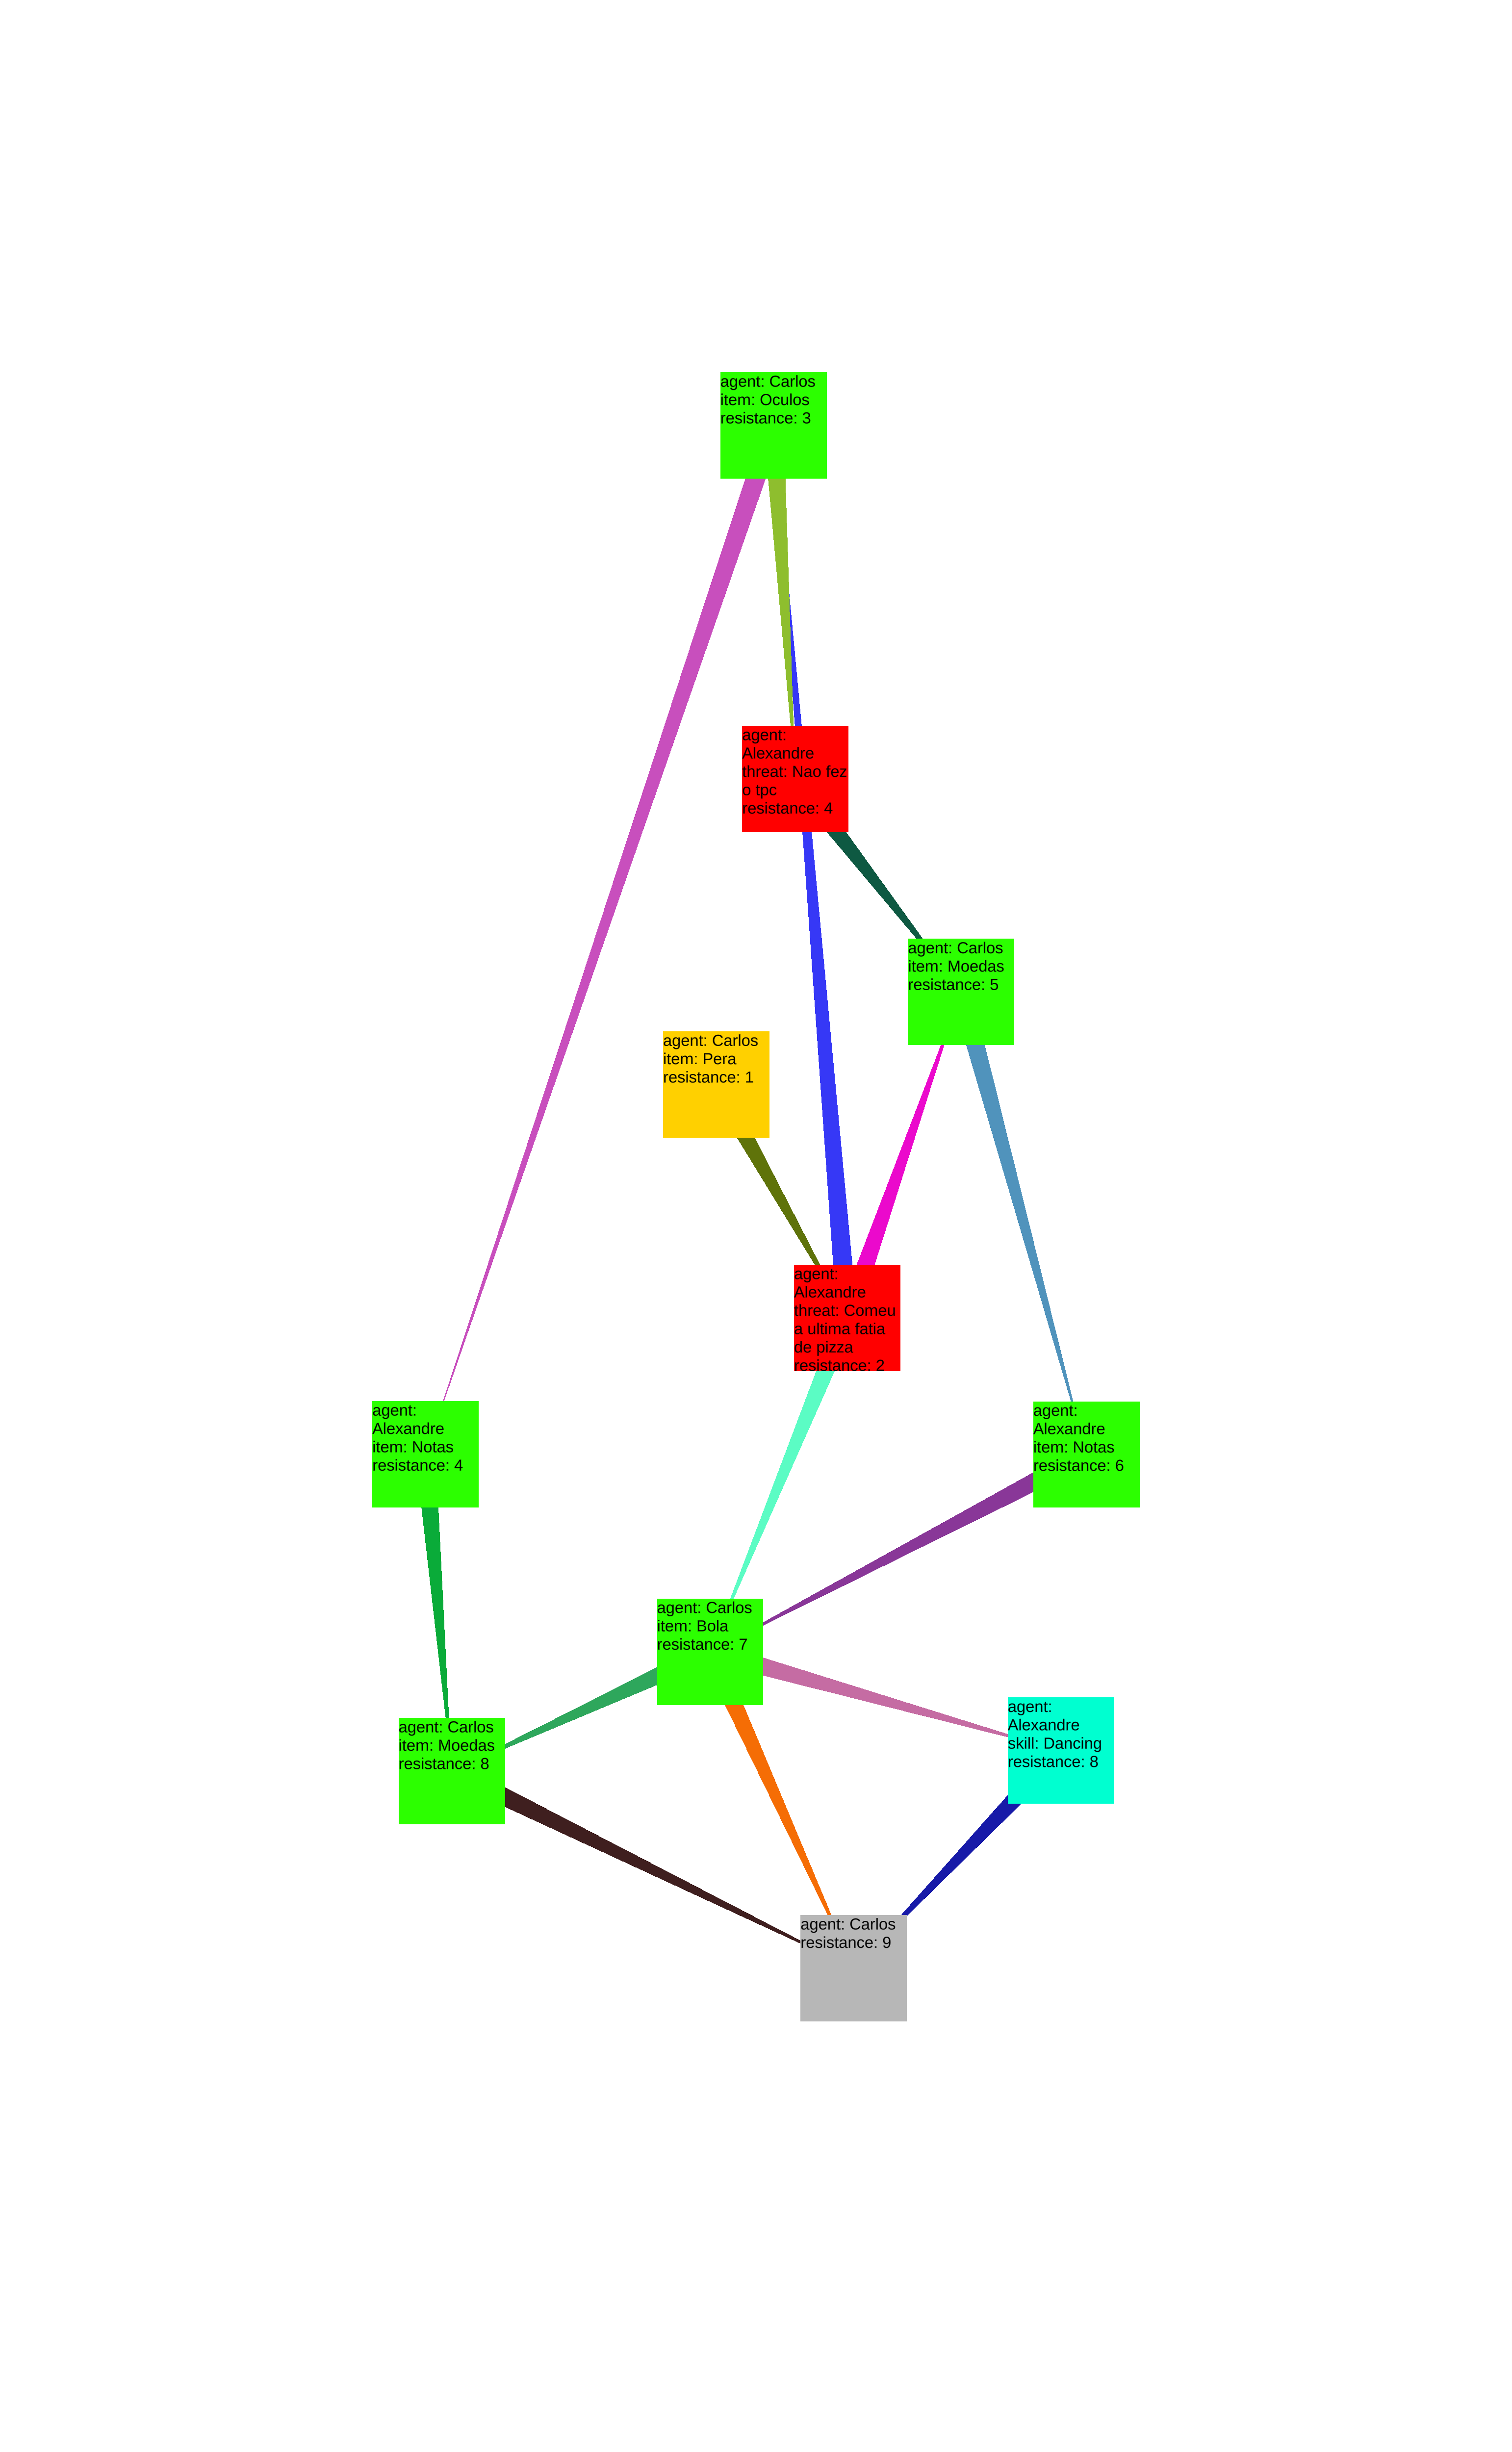 agent: Carlos
item: Oculos
resistance: 3
agent:
Alexandre
threat: Nao fez
o tpc
resistance: 4
agent: Carlos
item: Moedas
resistance: 5
agent: Carlos
item: Pera
resistance: 1
agent:
Alexandre
threat: Comeu
a ultima fatia
de pizza
resistance: 2
agent:
Alexandre
item: Notas
resistance: 4
agent:
Alexandre
item: Notas
resistance: 6
agent: Carlos
item: Bola
resistance: 7
agent:
Alexandre
skill: Dancing
resistance: 8
agent: Carlos
item: Moedas
resistance: 8
agent: Carlos
resistance: 9